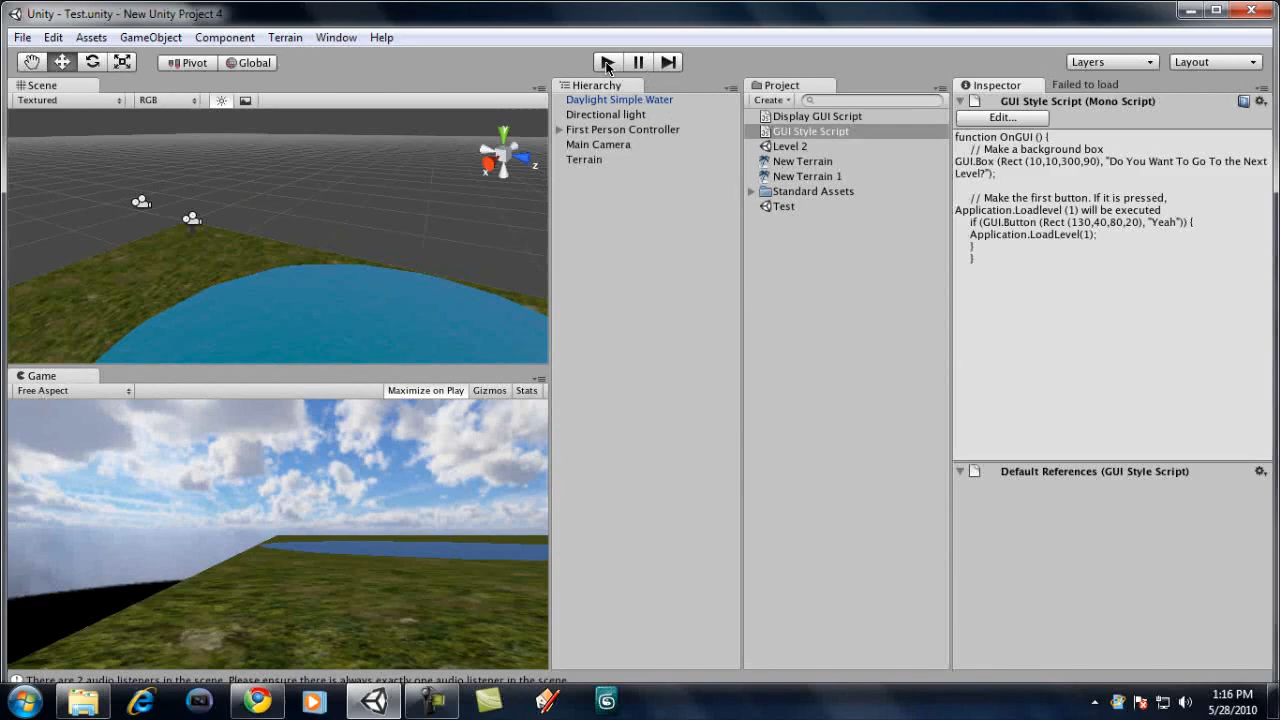 Unity - Test.unity - New Unity Project 4
File Edit Assets GameObject Component Terrain Window Help
Pivot Global Layers Layout
Scene
Textured RGB
y
x
z
Game
Free Aspect Maximize on Play Gizmos Stats
Hierarchy
Daylight Simple Water
Directional light
First Person Controller
Main Camera
Terrain
Project
Create
Display GUI Script
GUI Style Script
Level 2
New Terrain
New Terrain 1
Standard Assets
Test
Inspector Failed to load
GUI Style Script (Mono Script)
Edit...
function OnGUI () {
// Make a background box
GUI.Box (Rect (10,10,300,90), "Do You Want To Go To the Next
Level?");
// Make the first button. If it is pressed,
Application.Loadlevel (1) will be executed
if (GUI.Button (Rect (130,40,80,20), "Yeah")) {
Application.LoadLevel(1);
}
}
Default References (GUI Style Script)
There are 2 audio listeners in the scene. Please ensure there is always exactly one audio listener in the scene.
1:16 PM
5/28/2010